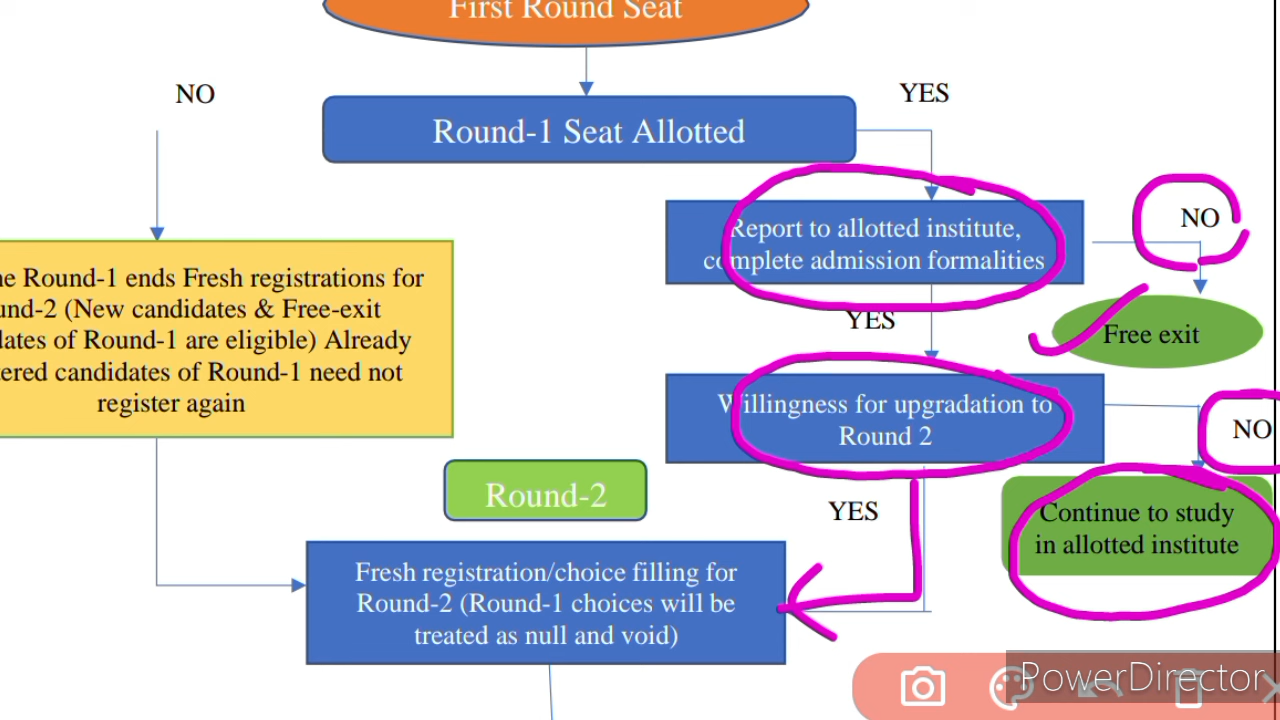 First Round Seat
NO
YES
Round-1 Seat Allotted
Report to allotted institute,
complete admission formalities
NO
YES
Free exit
Round-1 ends Fresh registrations for
(New candidates & Free-exit
of Round-1 are eligible) Already
candidates of Round-1 need not
register again
Willingness for upgradation to
Round 2
NO
YES
Continue to study
in allotted institute
Round-2
Fresh registration/choice filling for
Round-2 (Round-1 choices will be
treated as null and void)
PowerDirector